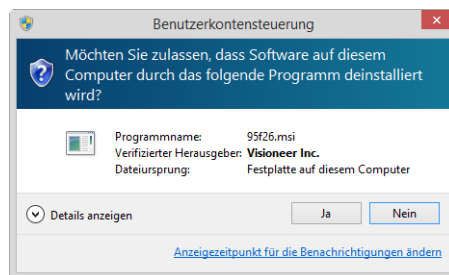 Benutzerkontensteuerung
Möchten Sie zulassen, dass Software auf diesem
Computer durch das folgende Programm deinstalliert
wird?
Programmname: 95f26.msi
Verifizierter Herausgeber: Visioneer Inc.
Dateiursprung: Festplatte auf diesem Computer
Details anzeigen Ja Nein
Anzeigezeitpunkt für die Benachrichtigungen ändern